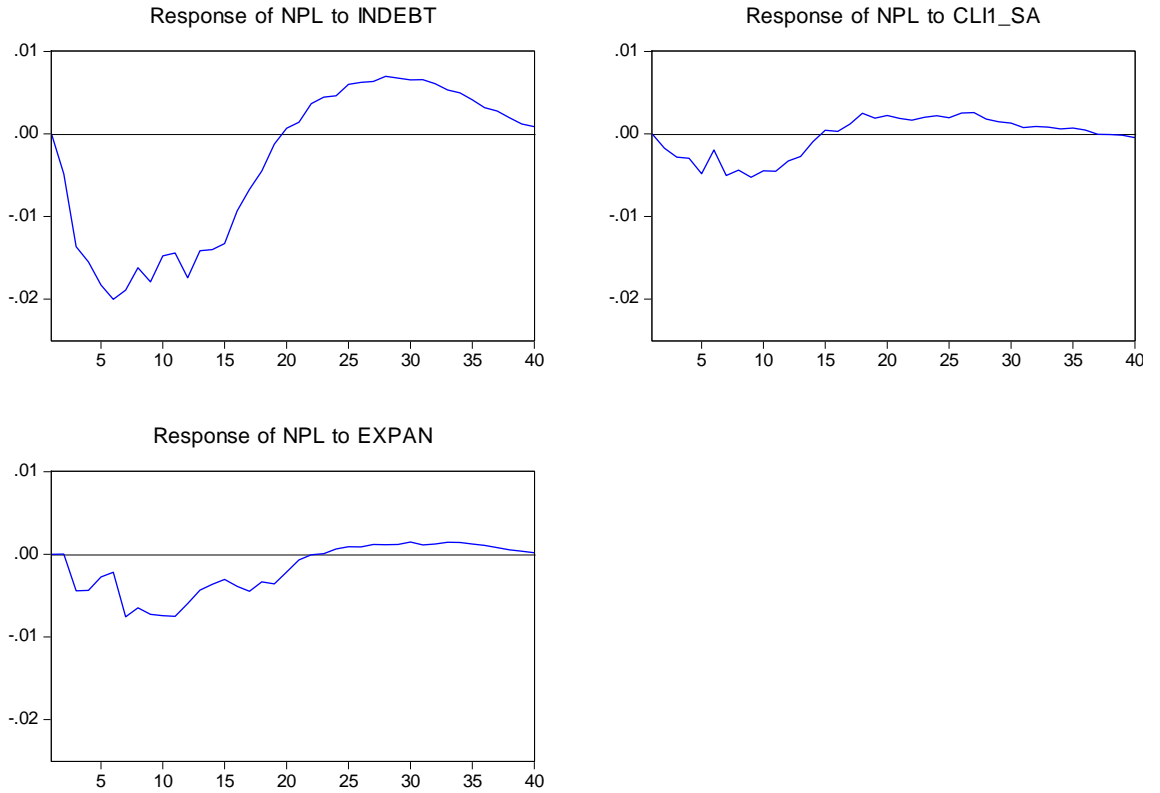 Response of NPL to INDEBT
.01
.00
-.01
-.02
5 10 15 20 25 30 35 40
Response of NPL to CLI1_SA
.01
.00
-.01
-.02
5 10 15 20 25 30 35 40
Response of NPL to EXPAN
.01
.00
-.01
-.02
5 10 15 20 25 30 35 40